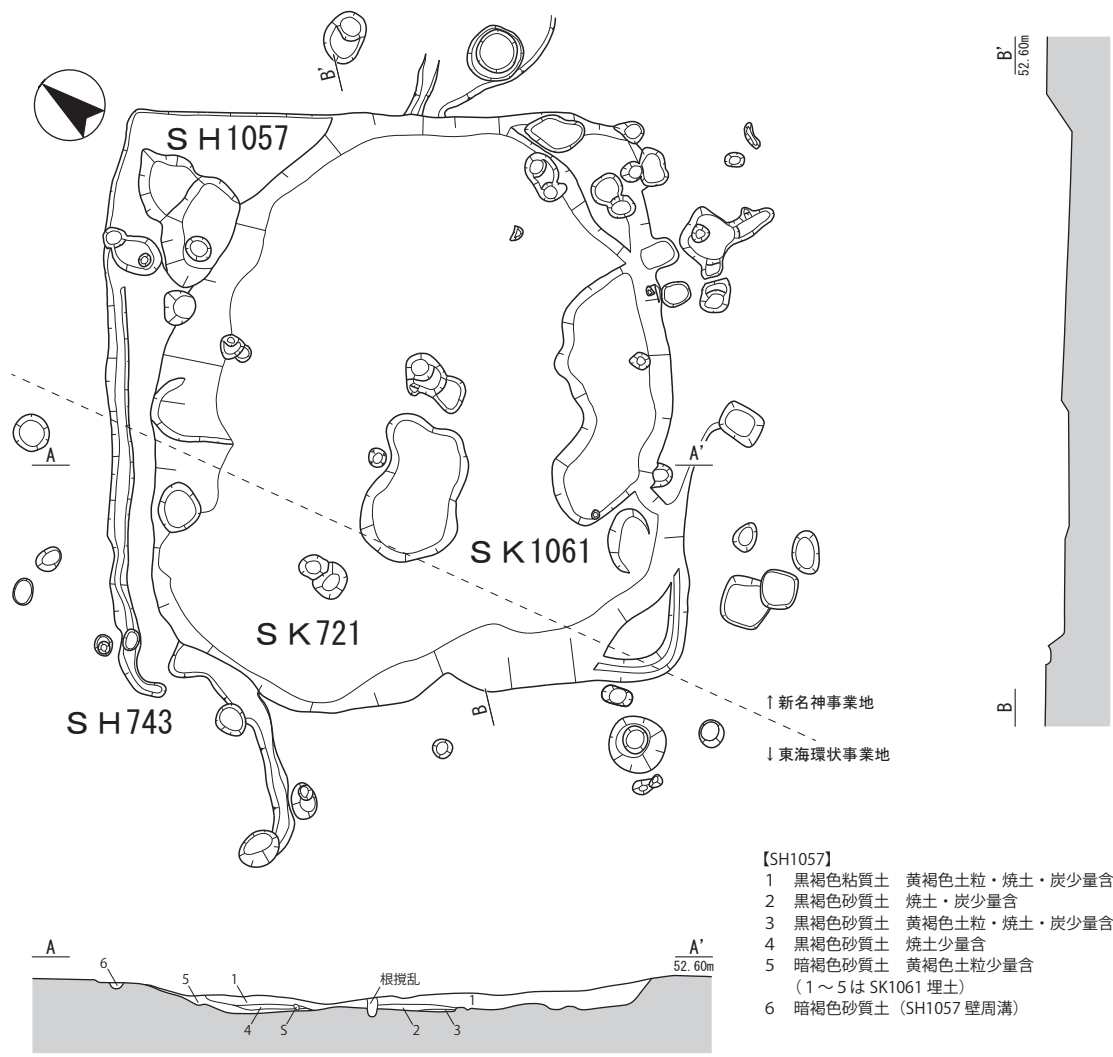 B'
B'
52.60m
ＳＨ1057
A
A'
ＳＫ1061
ＳＫ721
ＳＨ743
B
B
↑新名神事業地
↓東海環状事業地
【SH1057】
1 黒褐色粘質土 黄褐色土粒・焼土・炭少量含
2 黒褐色砂質土 焼土・炭少量含
3 黒褐色砂質土 黄褐色土粒・焼土・炭少量含
4 黒褐色砂質土 焼土少量含
5 暗褐色砂質土 黄褐色土粒少量含
（1～5は SK1061 埋土）
6 暗褐色砂質土（SH1057 壁周溝）
A
A'
52.60m
6
5
1
根撹乱
1
4
S
2
3